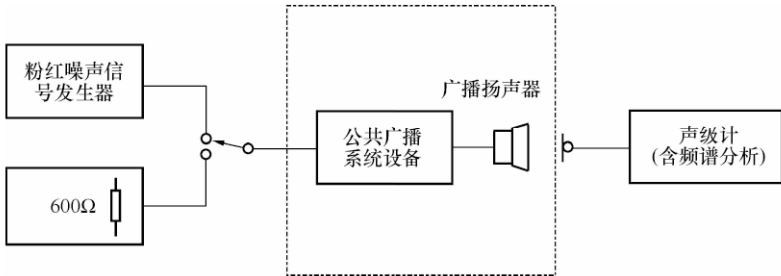 粉红噪声信
号发生器
600Ω
公共广播
系统设备
广播扬声器
声级计
(含频谱分析)